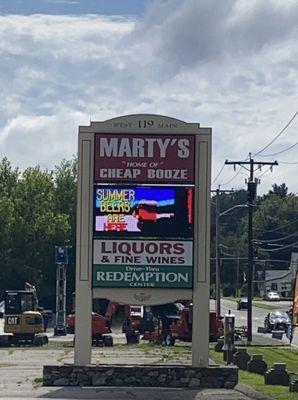 WEST 119 MAIN
MARTY'S
"HOME OF"
CHEAP BOOZE
SUMMER
BEERS
ARE
HERE
LIQUORS
& FINE WINES
Drive-Thru
REDEMPTION
CENTER